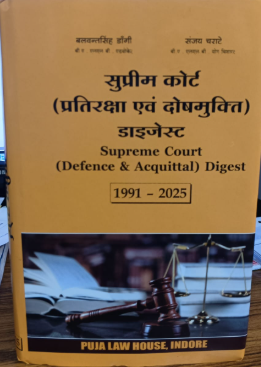 बलवन्तसिंह डाँगी संजय चराटे
सुप्रीम कोर्ट
(प्रतिरक्षा एवं दोषमुक्ति)
डाइजेस्ट
Supreme Court
(Defence & Acquittal) Digest
1991 - 2025
PUJA LAW HOUSE, INDORE